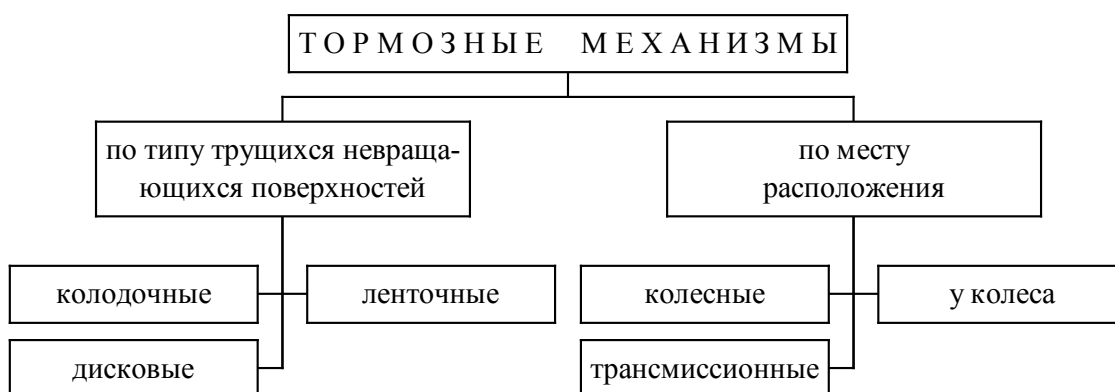 ТОРМОЗНЫЕ МЕХАНИЗМЫ
по типу трущихся невраща-
ющихся поверхностей
по месту
расположения
колодочные
ленточные
колесные
у колеса
дисковые
трансмиссионные